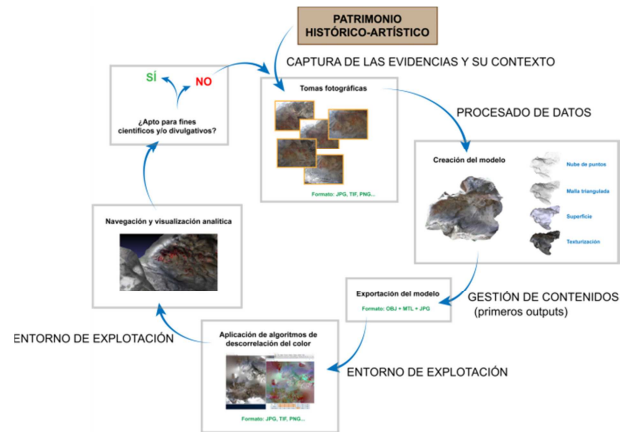 PATRIMONIO
HISTÓRICO-ARTÍSTICO
CAPTURA DE LAS EVIDENCIAS Y SU CONTEXTO
Tomas fotográficas
Formato: JPG, TIF, PNG...
PROCESADO DE DATOS
Creación del modelo
Nube de puntos
Malla triangulada
Superficie
Texturización
GESTIÓN DE CONTENIDOS
(primeros outputs)
Exportación del modelo
Formato: OBJ + MTL + JPG
ENTORNO DE EXPLOTACIÓN
Aplicación de algoritmos de
descorrelación del color
Formato: JPG, TIF, PNG...
ENTORNO DE EXPLOTACIÓN
Navegación y visualización analítica
¿Apto para fines
científicos y/o divulgativos?
SÍ
NO